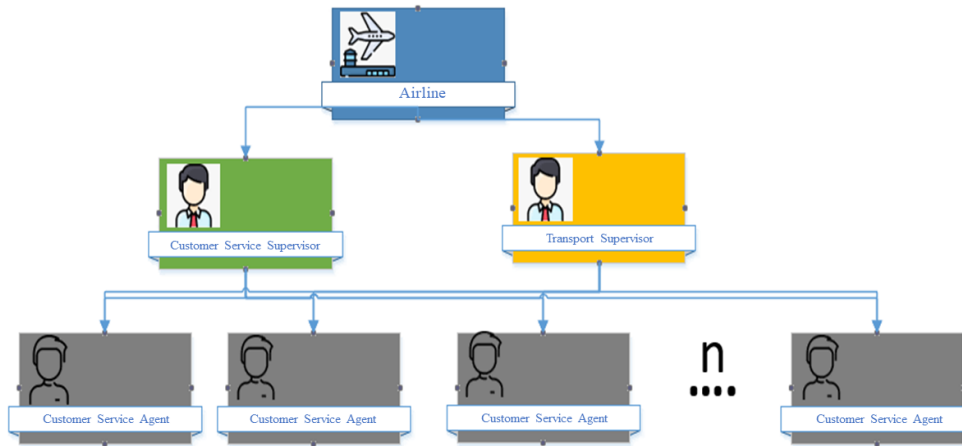 Airline
Customer Service Supervisor
Transport Supervisor
n
....
Customer Service Agent
Customer Service Agent
Customer Service Agent
Customer Service Agent